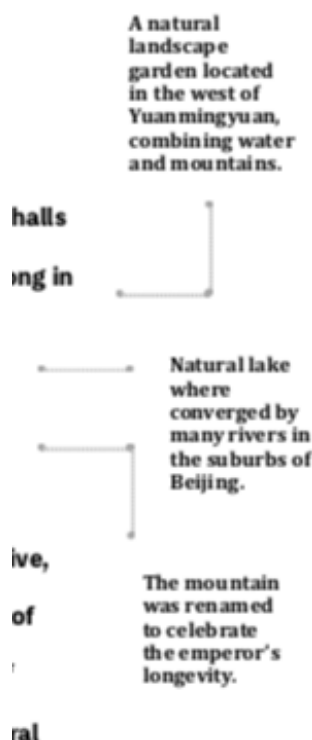 A natural
landscape
garden located
in the west of
Yuanmingyuan,
combining water
and mountains.
halls
ong in
Natural lake
where
converged by
many rivers in
the suburbs of
Beijing.
ive,
The mountain
was renamed
of
to celebrate
the emperor's
longevity.
ral